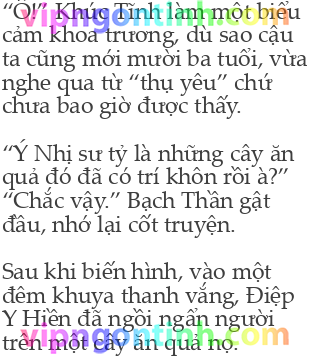 “Ồ!” Khúc Tĩnh làm một biểu
cảm khoa trương, dù sao cậu
ta cũng mới mười ba tuổi, vừa
nghe qua từ “thụ yêu” chứ
chưa bao giờ được thấy.
“Ý Nhị sư tỷ là những cây ăn
quả đó đã có trí khôn rồi à?”
“Chắc vậy.” Bạch Thần gật
đầu, nhớ lại cốt truyện.
Sau khi biến hình, vào một
đêm khuya thanh vắng, Điệp
Y Hiền đã ngồi ngẩn người
trên một cây ăn quả nọ.
vipngontinh.com
vipngontinh.com